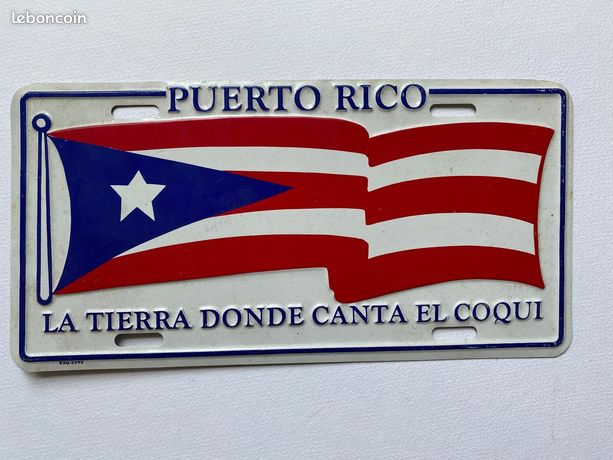 leboncoin
PUERTO RICO
LA TIERRA DONDE CANTA EL COQUI